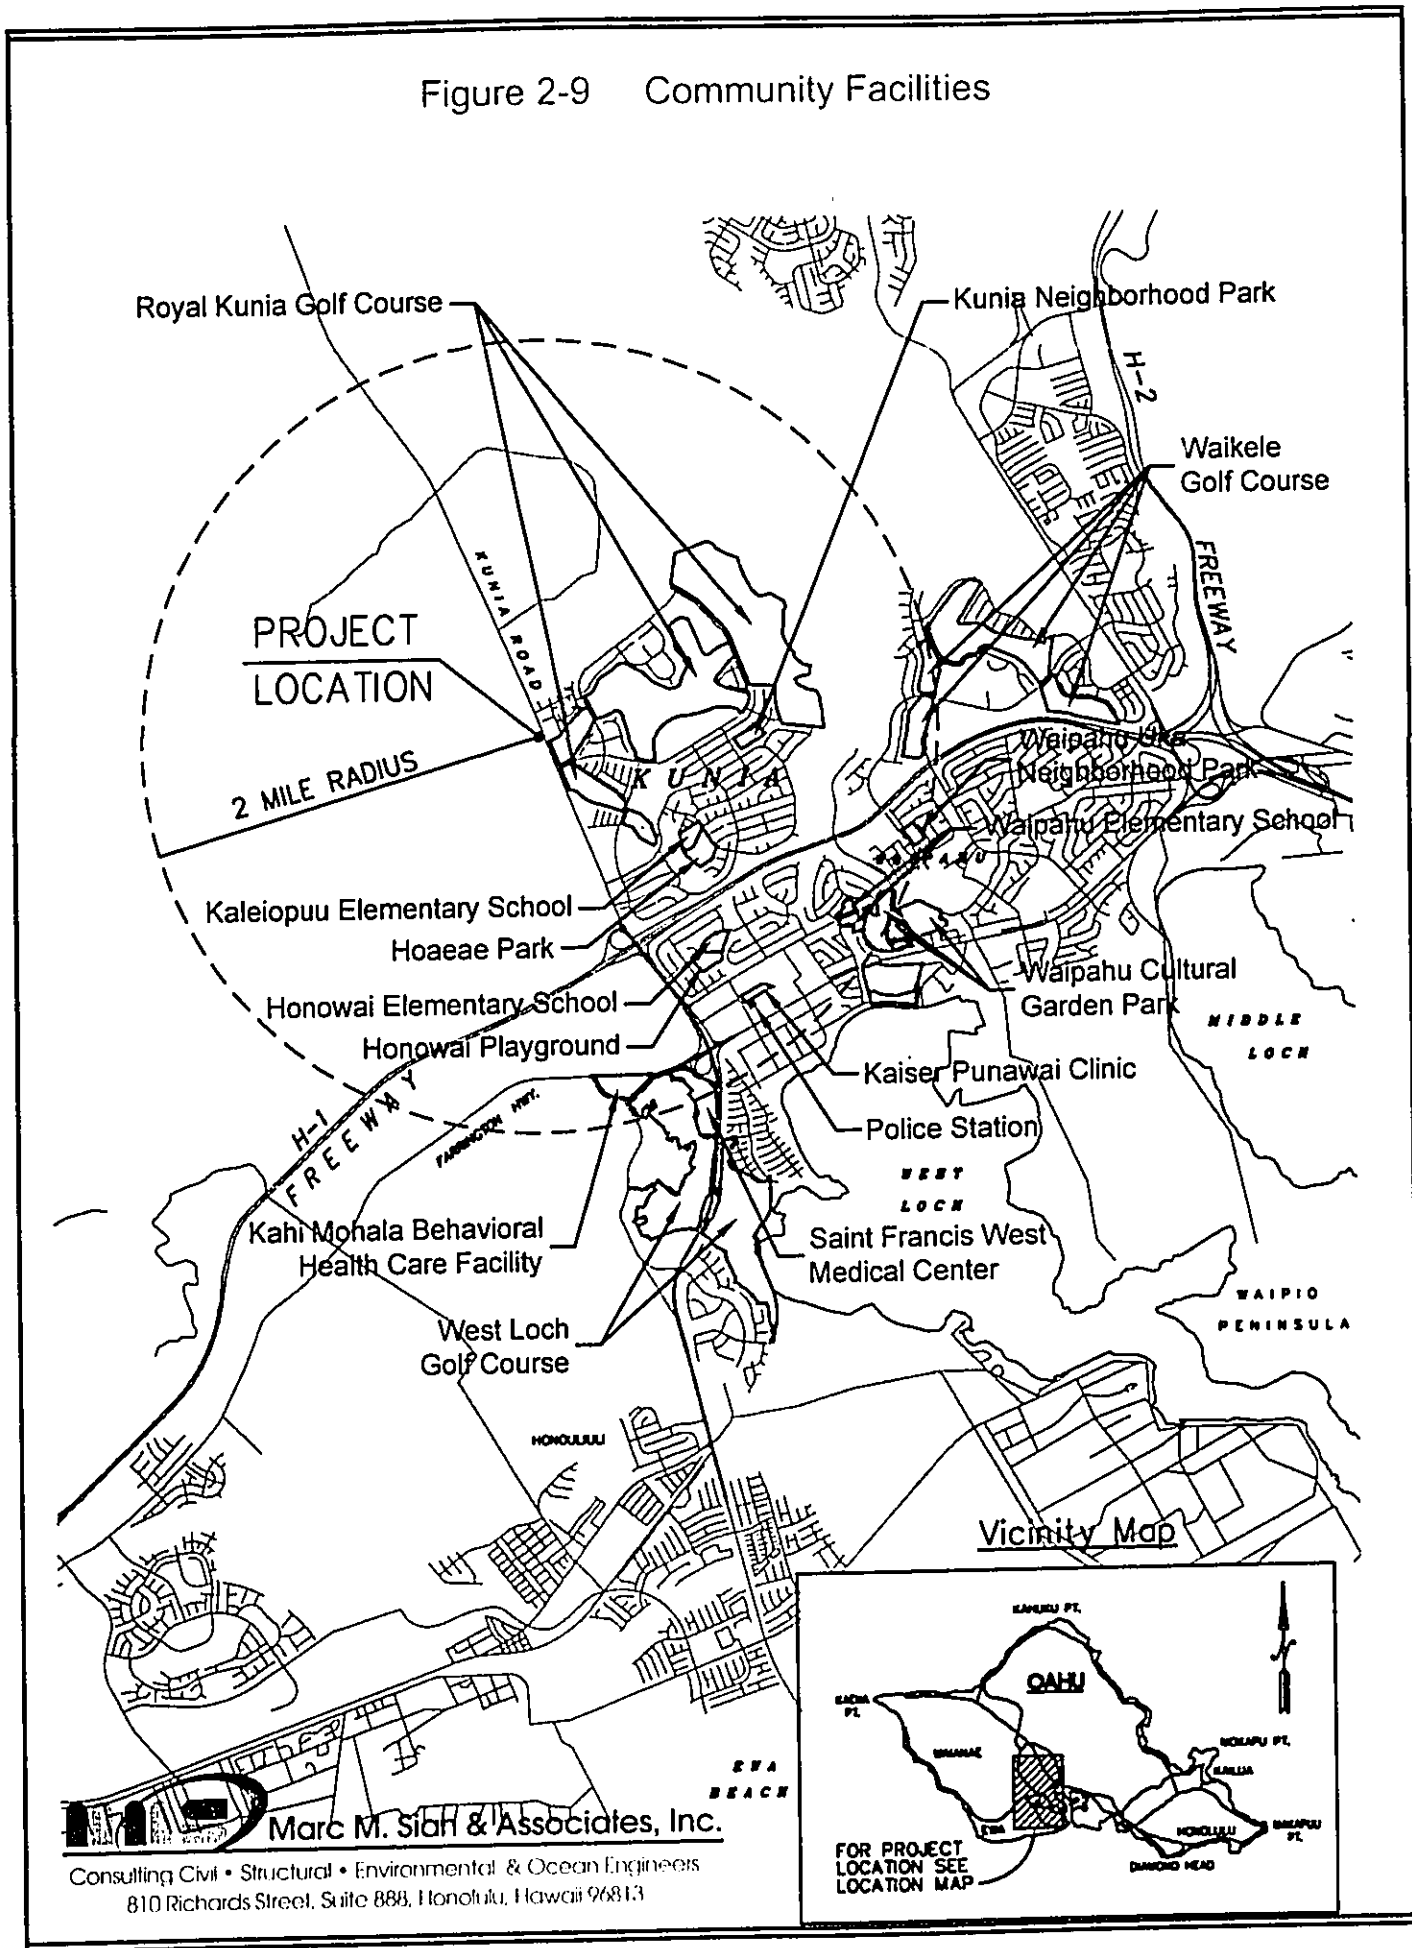 Figure 2-9 Community Facilities
Royal Kunia Golf Course
Kunia Neighborhood Park
H-2
Waikele
Golf Course
FREEWAY
KUNIA ROAD
PROJECT
LOCATION
2 MILE RADIUS
KUNIA
Waipahu Uka
Neighborhood Park
Waipahu Elementary School
WAIPAHU
Kaleiopuu Elementary School
Hoaeae Park
Honowai Elementary School
Honowai Playground
Waipahu Cultural
Garden Park
MIDDLE
LOCH
Kaiser Punawai Clinic
Police Station
H-1
FREEWAY
FARRINGTON HWY.
WEST
LOCH
Kahi Mohala Behavioral
Health Care Facility
Saint Francis West
Medical Center
West Loch
Golf Course
WAIPIO
PENINSULA
HONOULIULI
Vicinity Map
KAHUKU PT.
OAHU
KAENA
PT.
WAIANAE
MOKAPU PT.
KAILUA
EWA
HONOLULU
MAKAPUU
PT.
DIAMOND HEAD
FOR PROJECT
LOCATION SEE
LOCATION MAP
EWA
BEACH
Marc M. Siah & Associates, Inc.
Consulting Civil • Structural • Environmental & Ocean Engineers
810 Richards Street, Suite 888, Honolulu, Hawaii 96813